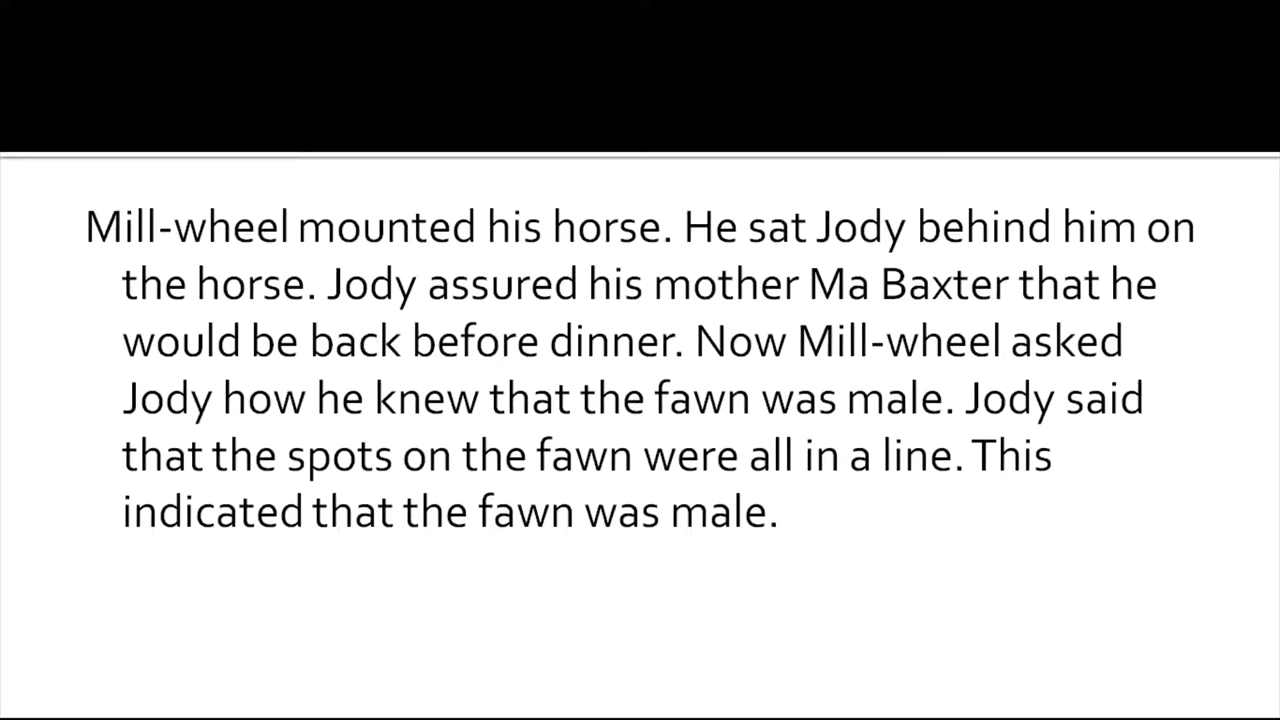 Mill-wheel mounted his horse. He sat Jody behind him on
the horse. Jody assured his mother Ma Baxter that he
would be back before dinner. Now Mill-wheel asked
Jody how he knew that the fawn was male. Jody said
that the spots on the fawn were all in a line. This
indicated that the fawn was male.